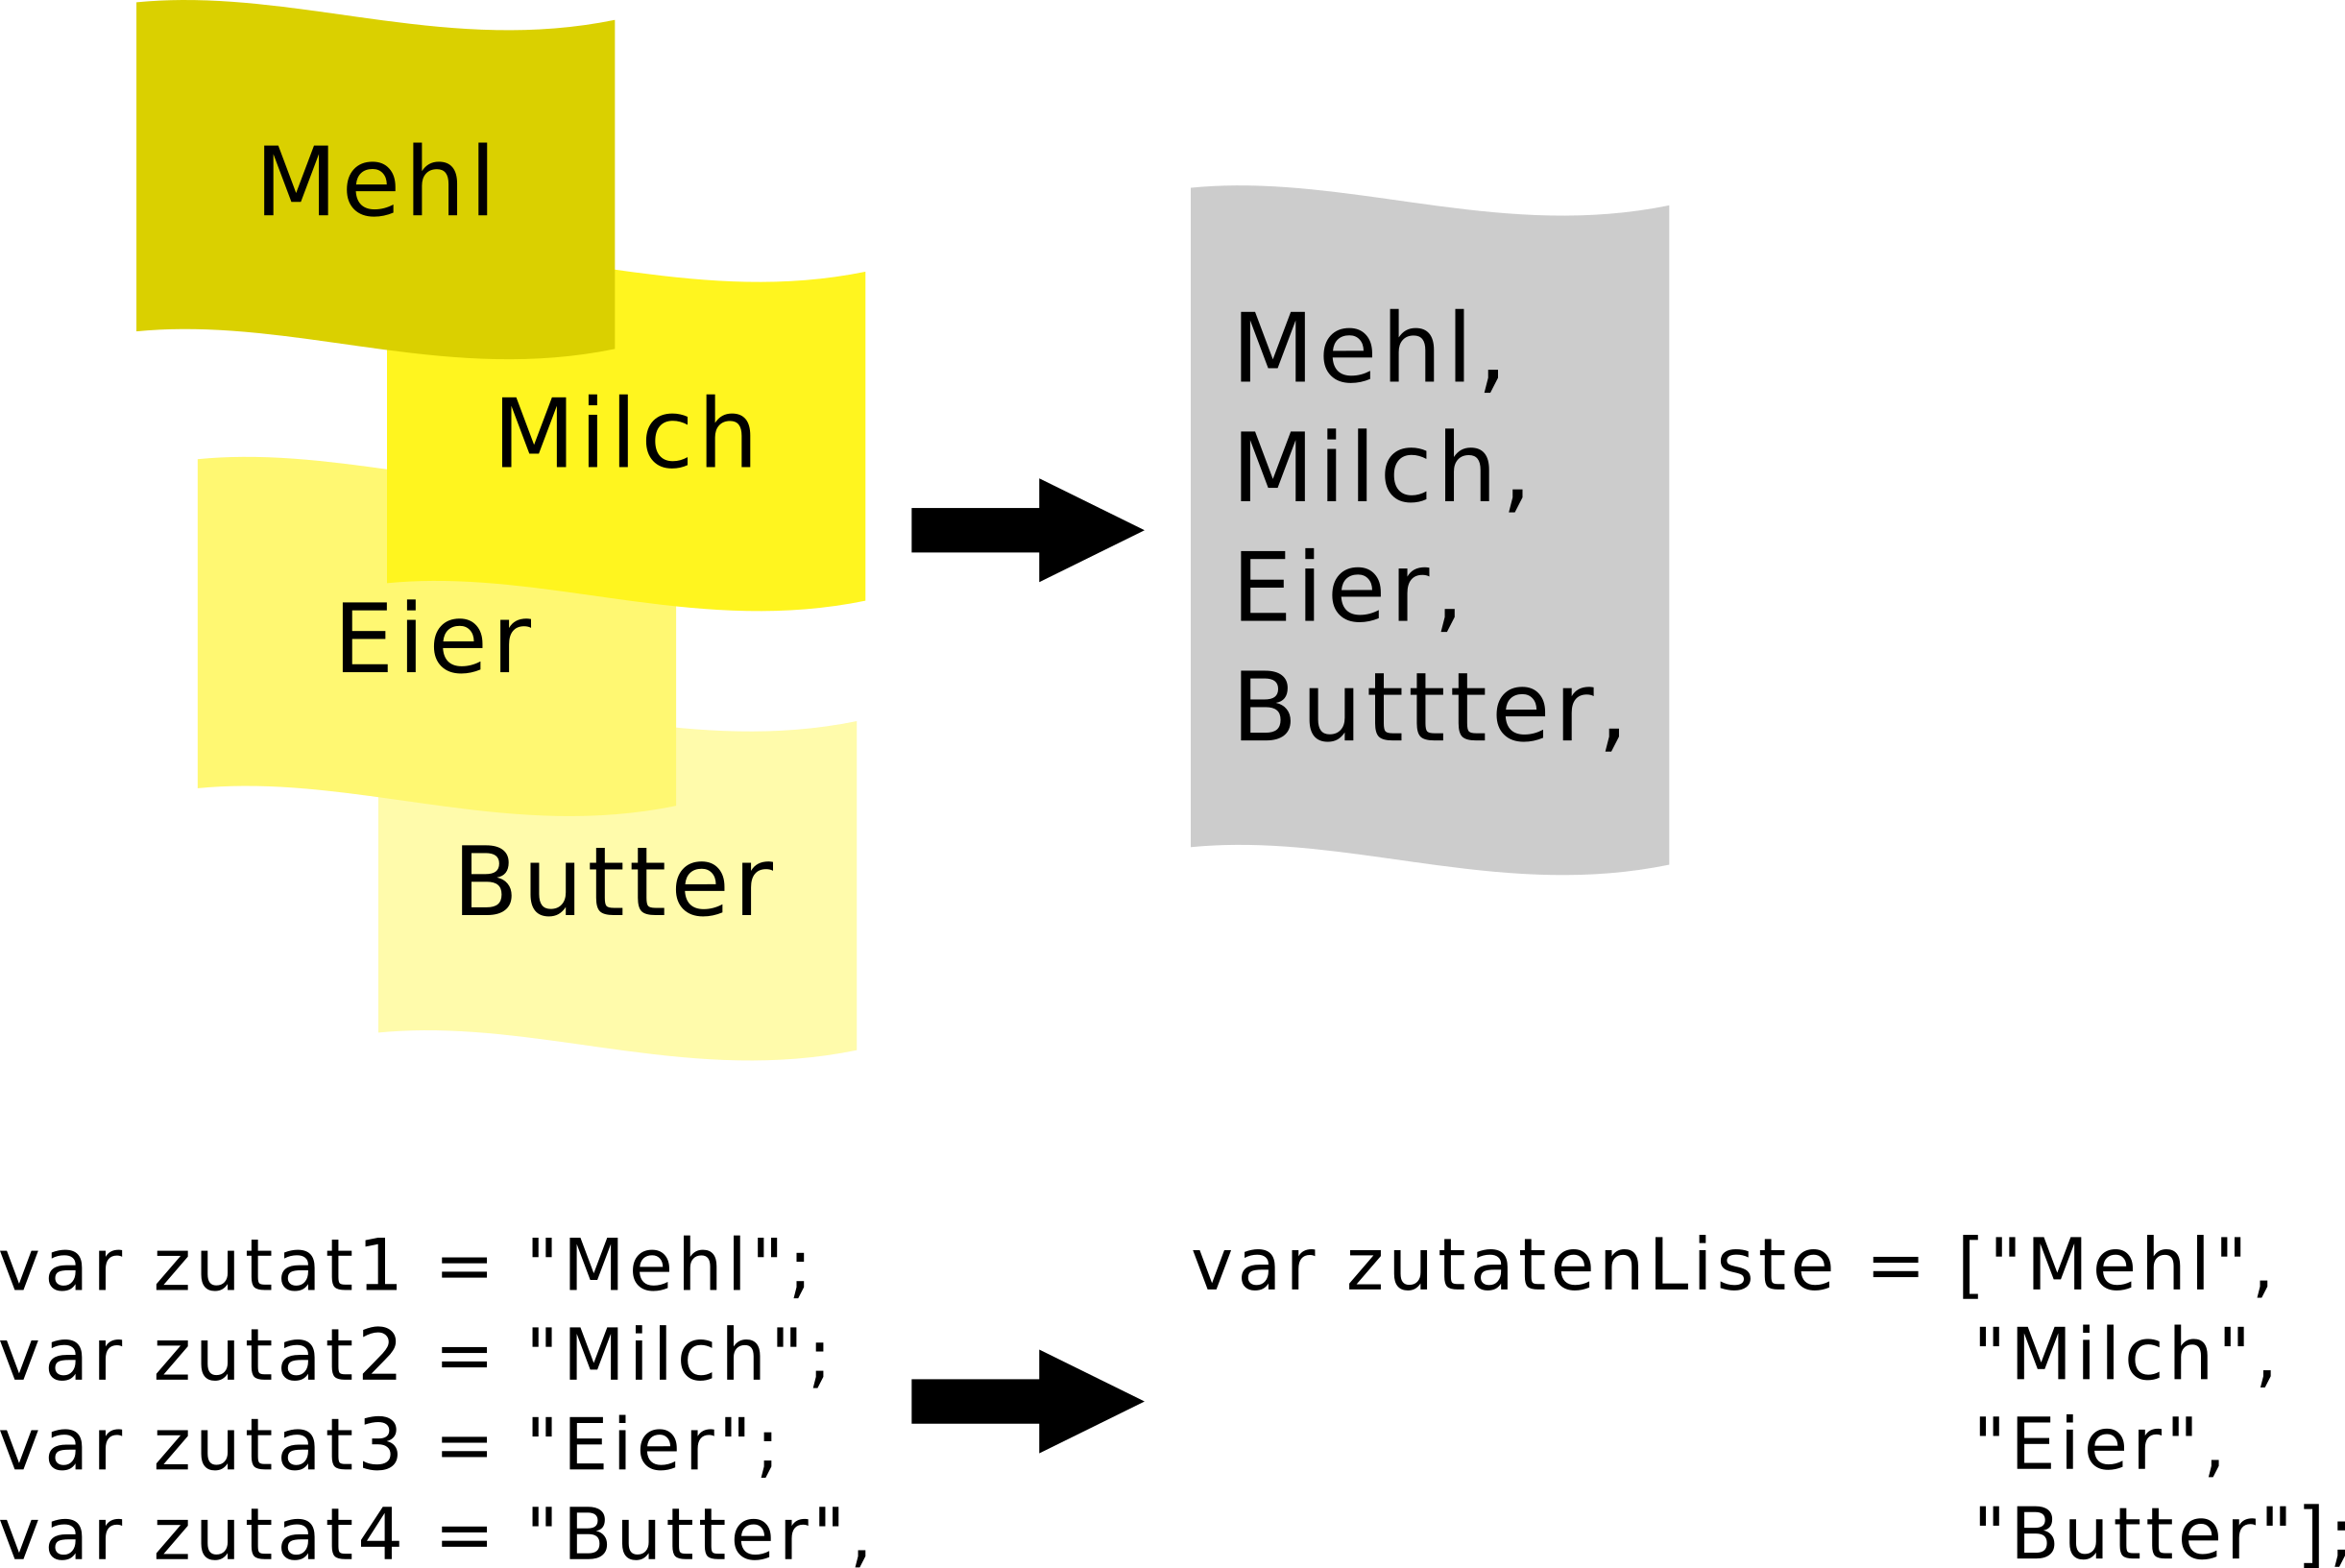 Mehl
Milch
Eier
Butter
Mehl,
Milch,
Eier,
Buttter,
var zutat1 = "Mehl";
var zutat2 = "Milch";
var zutat3 = "Eier";
var zutat4 = "Butter",
var zutatenListe = ["Mehl",
"Milch",
"Eier",
"Butter"];